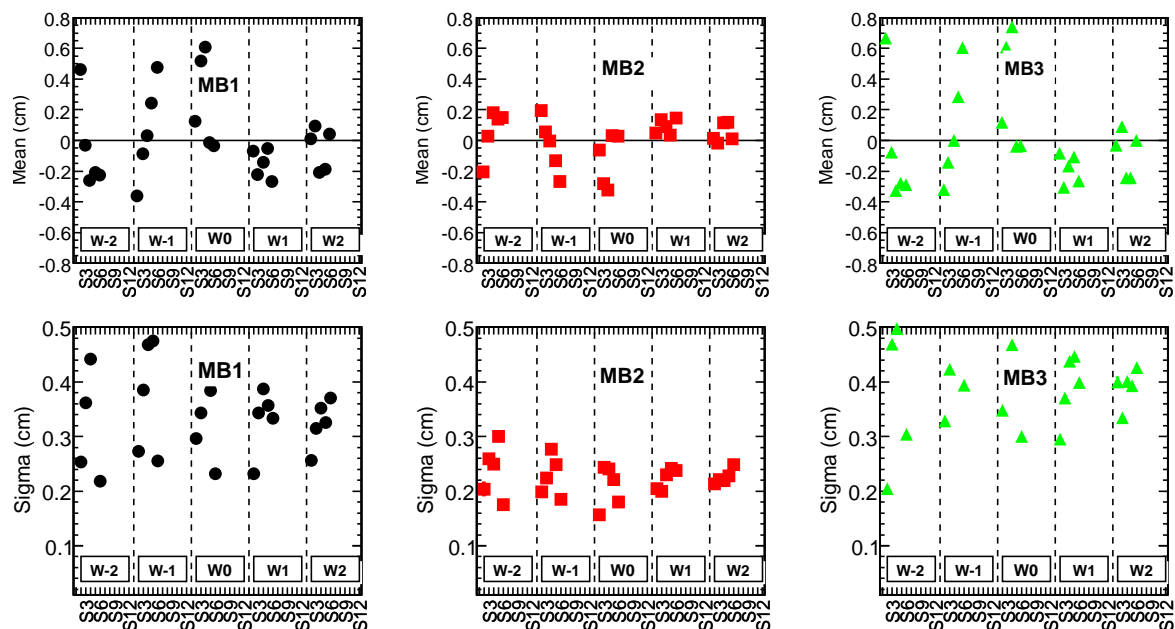 0.8
0.6
0.4
0.2
0
-0.2
-0.4
-0.6
-0.8
Mean (cm)
MB1
W-2 W-1 W0 W1 W2
S3 S6 S9 S12 S3 S6 S9 S12 S3 S6 S9 S12 S3 S6 S9 S12 S3 S6 S9 S12
0.8
0.6
0.4
0.2
0
-0.2
-0.4
-0.6
-0.8
Mean (cm)
MB2
W-2 W-1 W0 W1 W2
S3 S6 S9 S12 S3 S6 S9 S12 S3 S6 S9 S12 S3 S6 S9 S12 S3 S6 S9 S12
0.8
0.6
0.4
0.2
0
-0.2
-0.4
-0.6
-0.8
Mean (cm)
MB3
W-2 W-1 W0 W1 W2
S3 S6 S9 S12 S3 S6 S9 S12 S3 S6 S9 S12 S3 S6 S9 S12 S3 S6 S9 S12
0.5
0.4
0.3
0.2
0.1
Sigma (cm)
MB1
W-2 W-1 W0 W1 W2
S3 S6 S9 S12 S3 S6 S9 S12 S3 S6 S9 S12 S3 S6 S9 S12 S3 S6 S9 S12
0.5
0.4
0.3
0.2
0.1
Sigma (cm)
MB2
W-2 W-1 W0 W1 W2
S3 S6 S9 S12 S3 S6 S9 S12 S3 S6 S9 S12 S3 S6 S9 S12 S3 S6 S9 S12
0.5
0.4
0.3
0.2
0.1
Sigma (cm)
MB3
W-2 W-1 W0 W1 W2
S3 S6 S9 S12 S3 S6 S9 S12 S3 S6 S9 S12 S3 S6 S9 S12 S3 S6 S9 S12